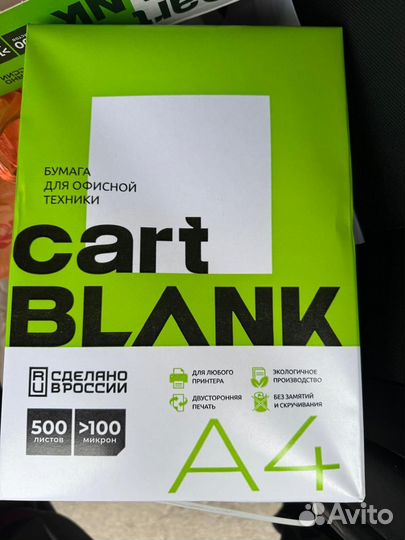 БУМАГА
ДЛЯ ОФИСНОЙ
ТЕХНИКИ
cart
BLANK
СДЕЛАНО
В РОССИИ
ДЛЯ ЛЮБОГО
ПРИНТЕРА
ЭКОЛОГИЧНОЕ
ПРОИЗВОДСТВО
ДВУСТОРОННЯЯ
ПЕЧАТЬ
БЕЗ ЗАМЯТИЙ
И СКРУЧИВАНИЯ
500
ЛИСТОВ
>100
МИКРОН
A4
Avito